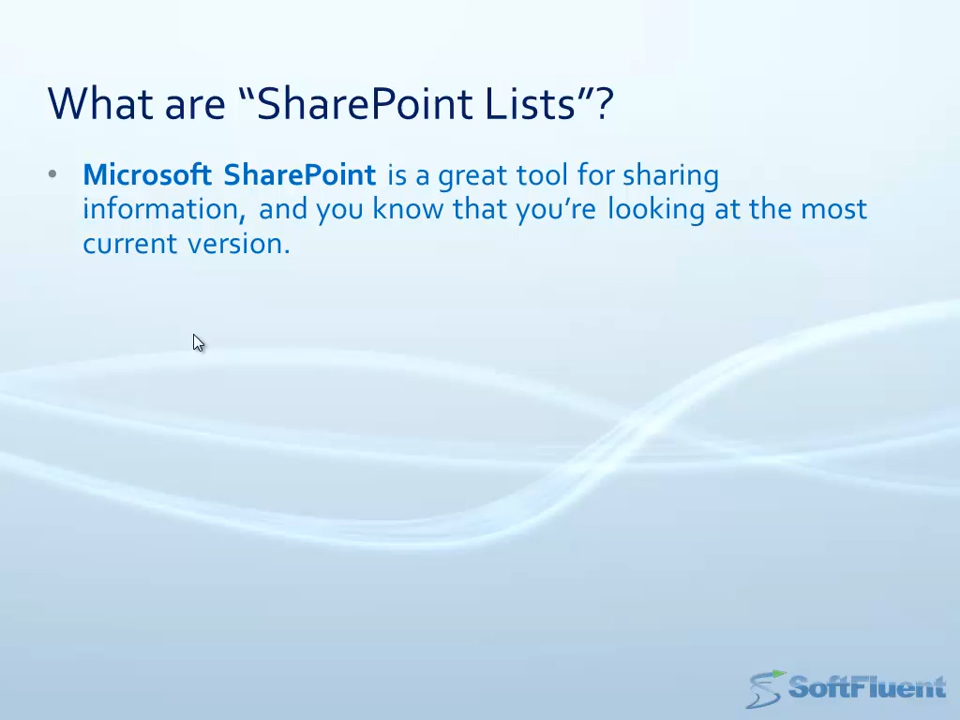 What are “SharePoint Lists”?
• Microsoft SharePoint is a great tool for sharing
information, and you know that you’re looking at the most
current version.
SoftFluent